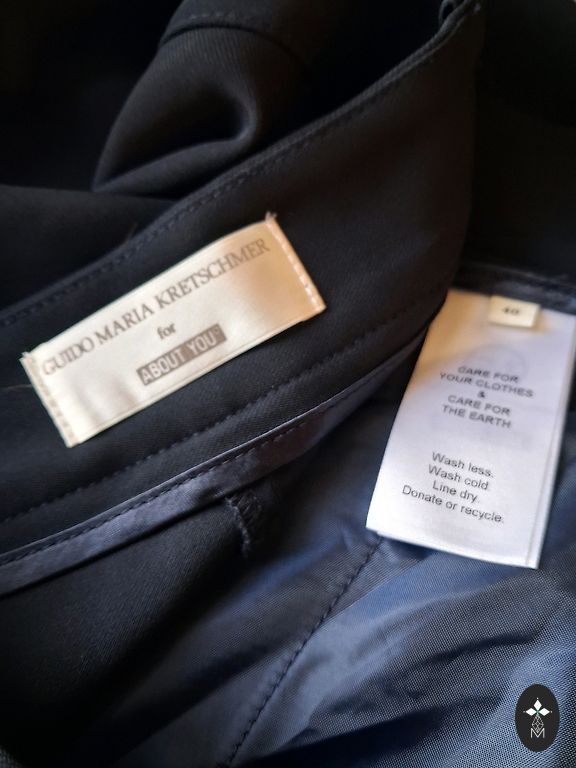 GUIDO MARIA KRETSCHMER
for
ABOUT YOU
40
CARE FOR
YOUR CLOTHES
&
CARE FOR
THE EARTH
Wash less.
Wash cold.
Line dry.
Donate or recycle.
M